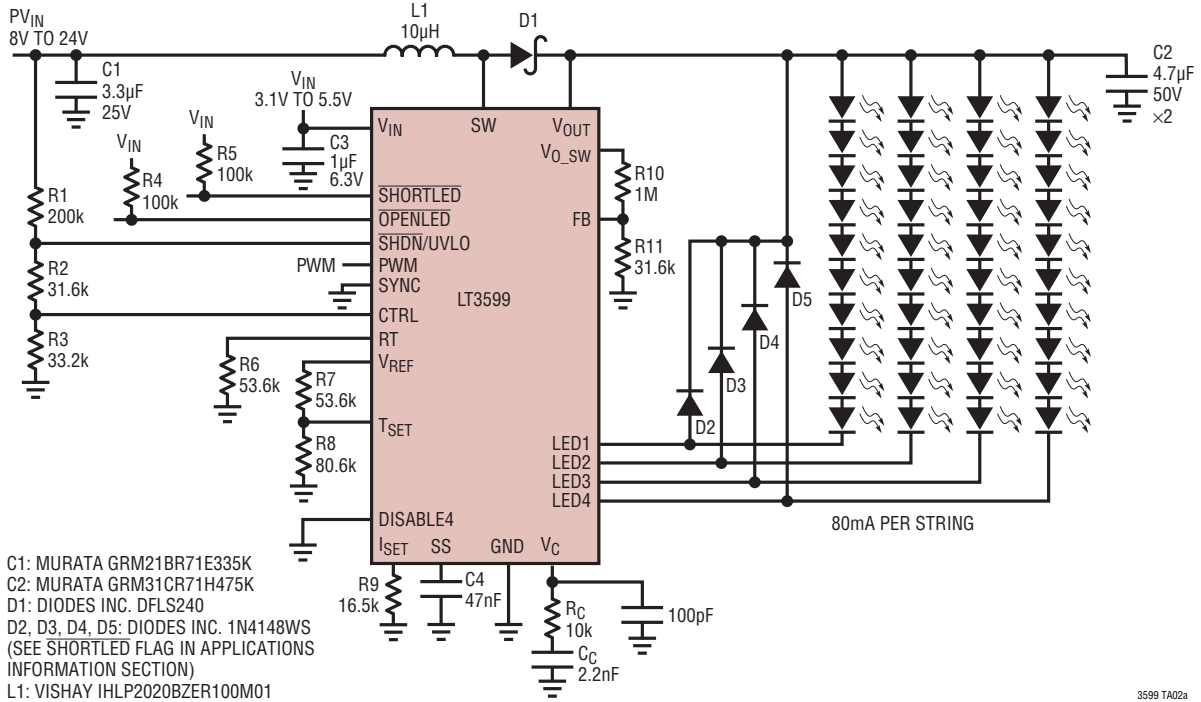 PVIN
8V TO 24V
L1
10µH
D1
C1
3.3µF
25V
VIN
3.1V TO 5.5V
C2
4.7µF
50V
×2
VIN
R5
100k
C3
1µF
6.3V
VIN
R4
100k
R1
200k
R2
31.6k
R3
33.2k
VIN
SW
VOUT
VO_SW
SHORTLED
OPENLED
SHDN/UVLO
PWM
PWM
SYNC
LT3599
CTRL
RT
VREF
TSET
FB
R10
1M
R11
31.6k
R6
53.6k
R7
53.6k
R8
80.6k
D5
D4
D3
D2
LED1
LED2
LED3
LED4
80mA PER STRING
DISABLE4
ISET
SS
GND
VC
R9
16.5k
C4
47nF
RC
10k
CC
2.2nF
100pF
C1: MURATA GRM21BR71E335K
C2: MURATA GRM31CR71H475K
D1: DIODES INC. DFLS240
D2, D3, D4, D5: DIODES INC. 1N4148WS
(SEE SHORTLED FLAG IN APPLICATIONS
INFORMATION SECTION)
L1: VISHAY IHLP2020BZER100M01
3599 TA02a